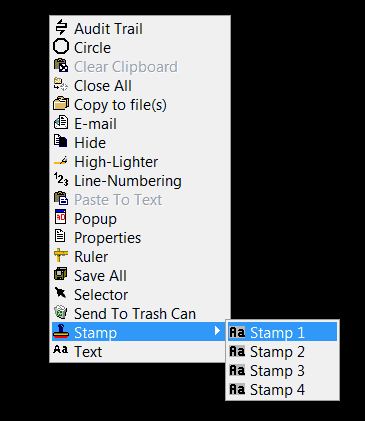 Audit Trail
Circle
Clear Clipboard
Close All
Copy to file(s)
E-mail
Hide
High-Lighter
Line-Numbering
Paste To Text
Popup
Properties
Ruler
Save All
Selector
Send To Trash Can
Stamp
Text
Stamp 1
Stamp 2
Stamp 3
Stamp 4